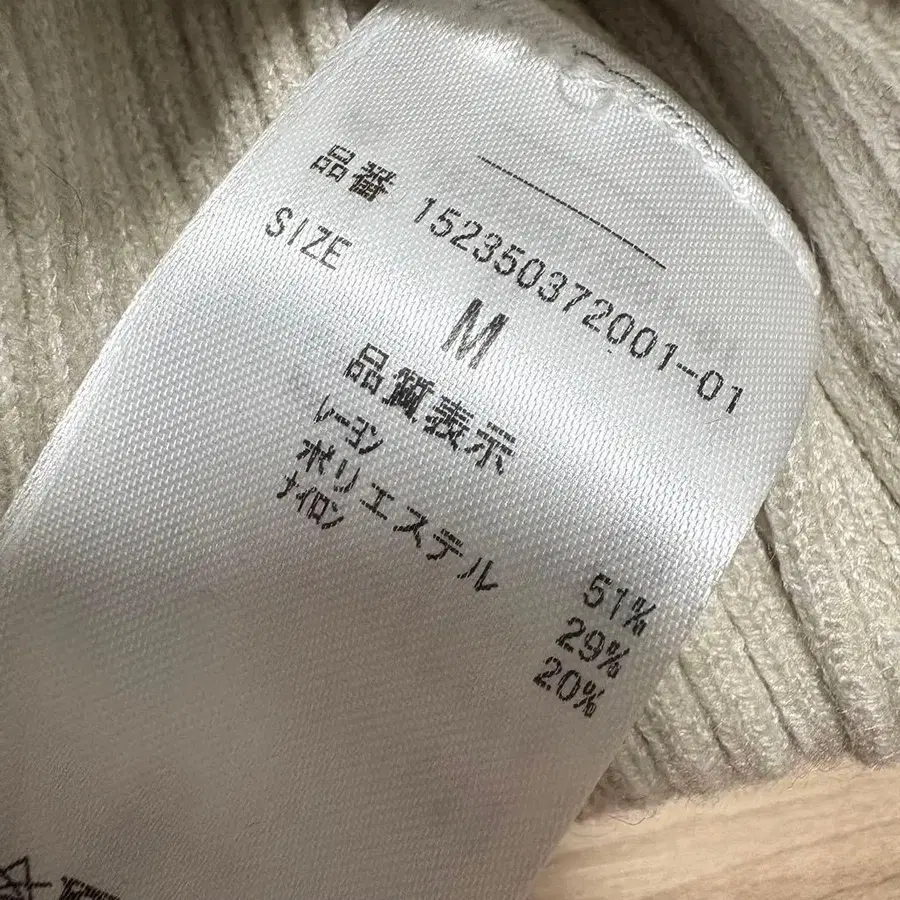 品番 152350372001-01
SIZE
M
品質表示
レーヨン 51%
ポリエステル 29%
ナイロン 20%